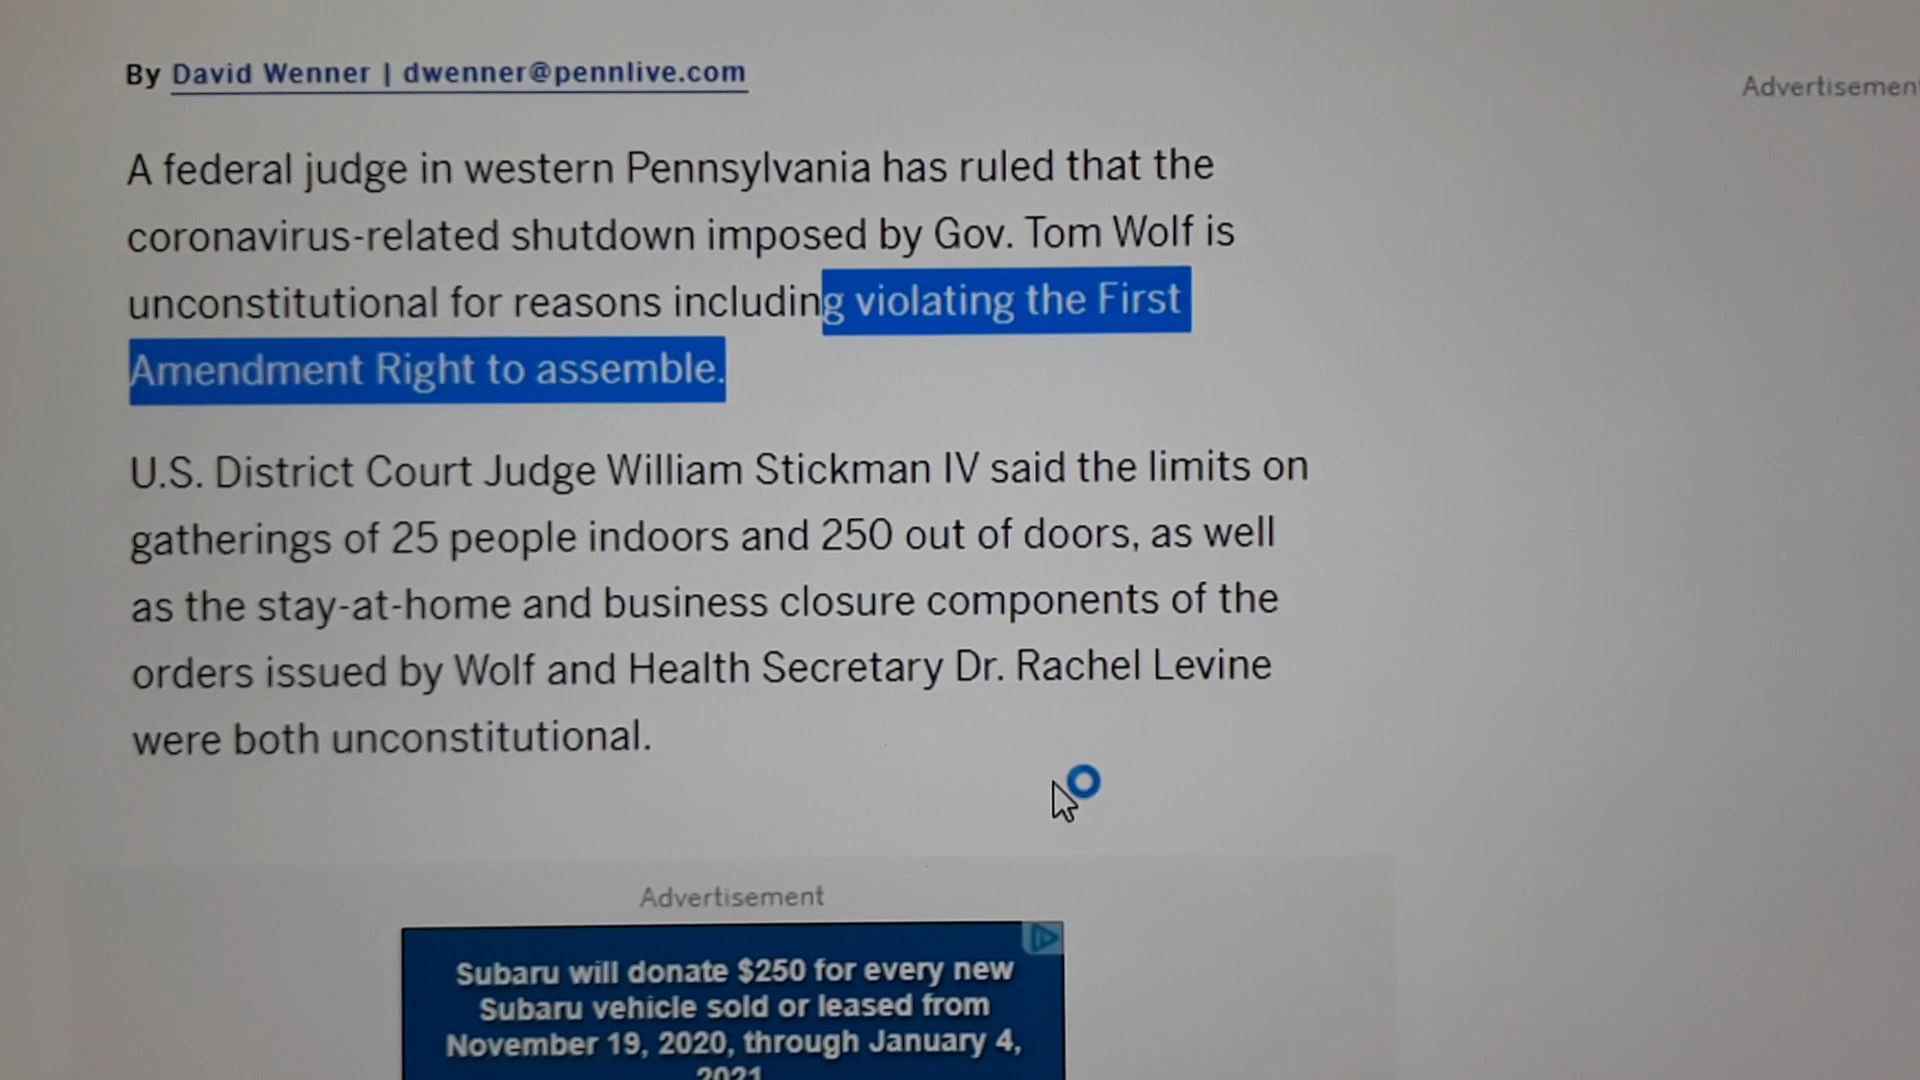 By David Wenner | dwenner@pennlive.com
Advertisement
A federal judge in western Pennsylvania has ruled that the
coronavirus-related shutdown imposed by Gov. Tom Wolf is
unconstitutional for reasons including violating the First
Amendment Right to assemble.
U.S. District Court Judge William Stickman IV said the limits on
gatherings of 25 people indoors and 250 out of doors, as well
as the stay-at-home and business closure components of the
orders issued by Wolf and Health Secretary Dr. Rachel Levine
were both unconstitutional.
Advertisement
Subaru will donate $250 for every new
Subaru vehicle sold or leased from
November 19, 2020, through January 4,
2021